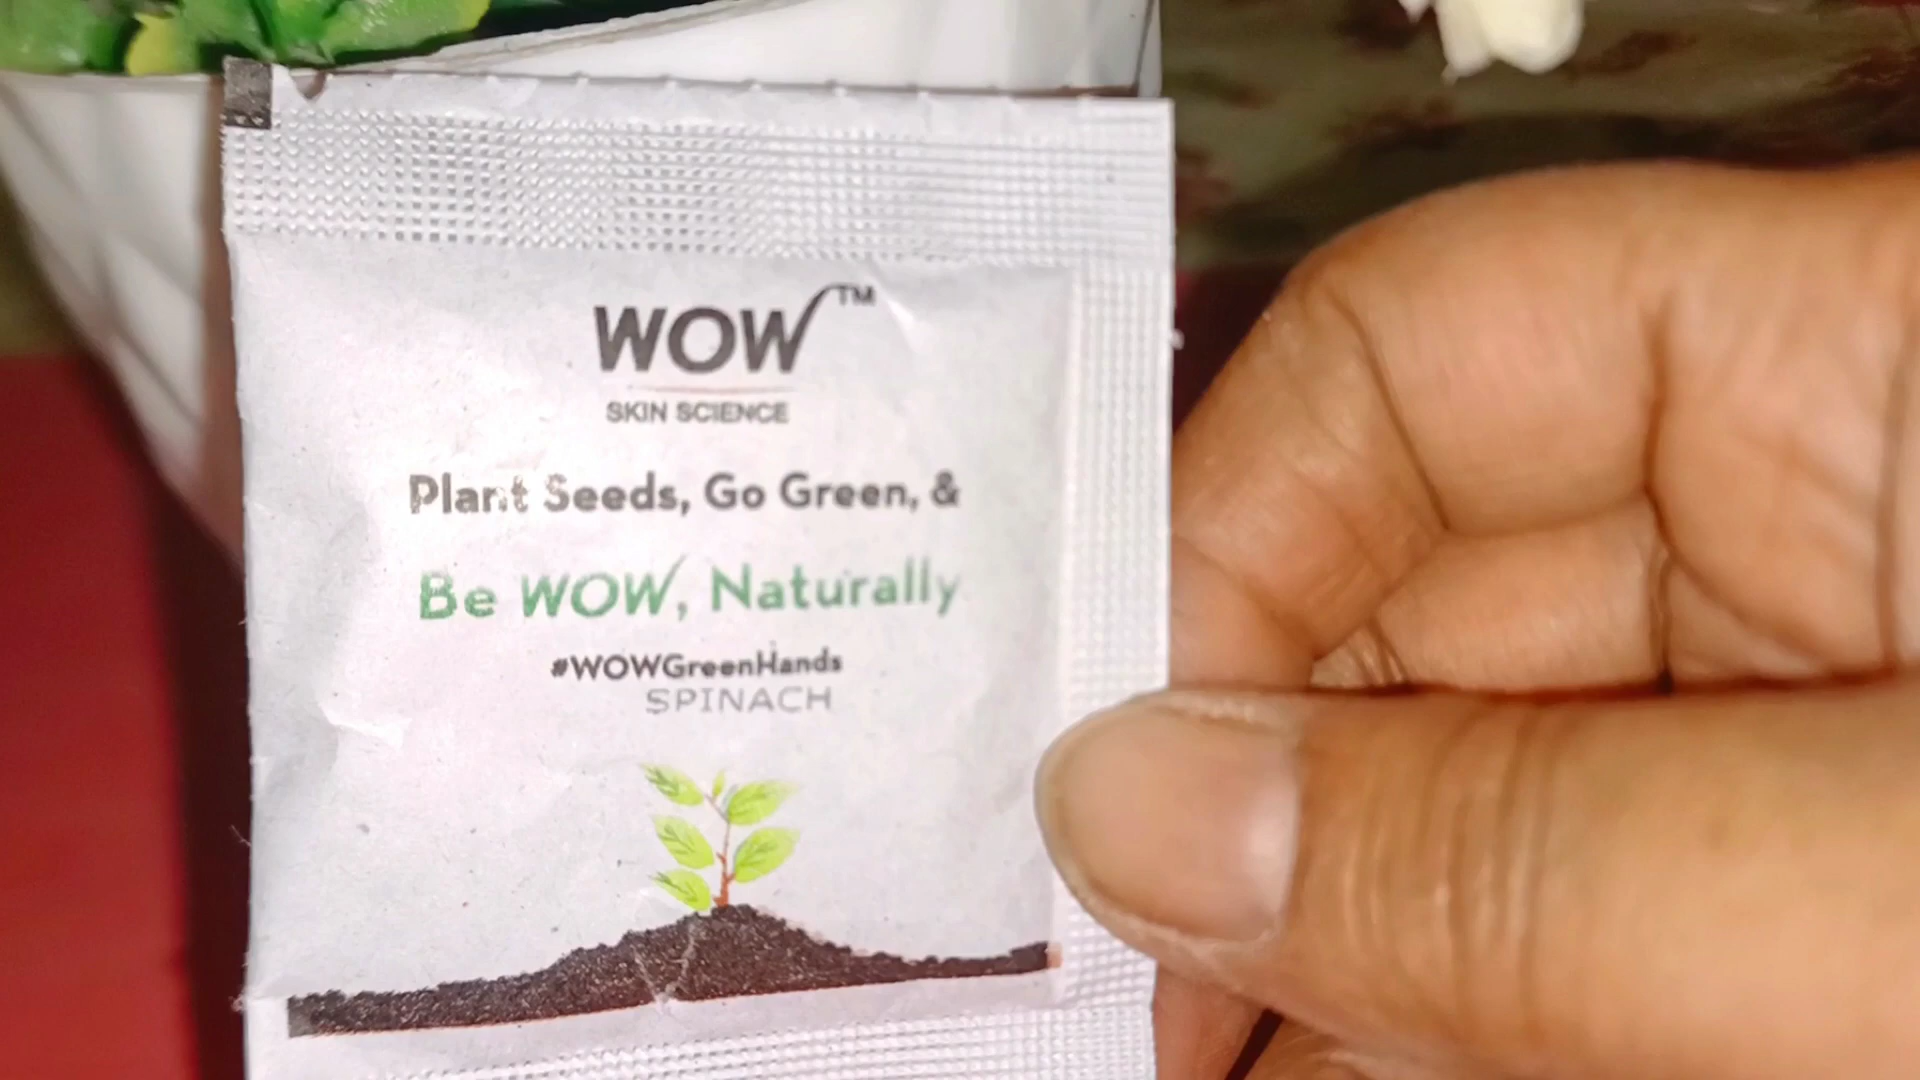 WOW™
SKIN SCIENCE
Plant Seeds, Go Green, &
Be WOW, Naturally
#WOWGreenHands
SPINACH